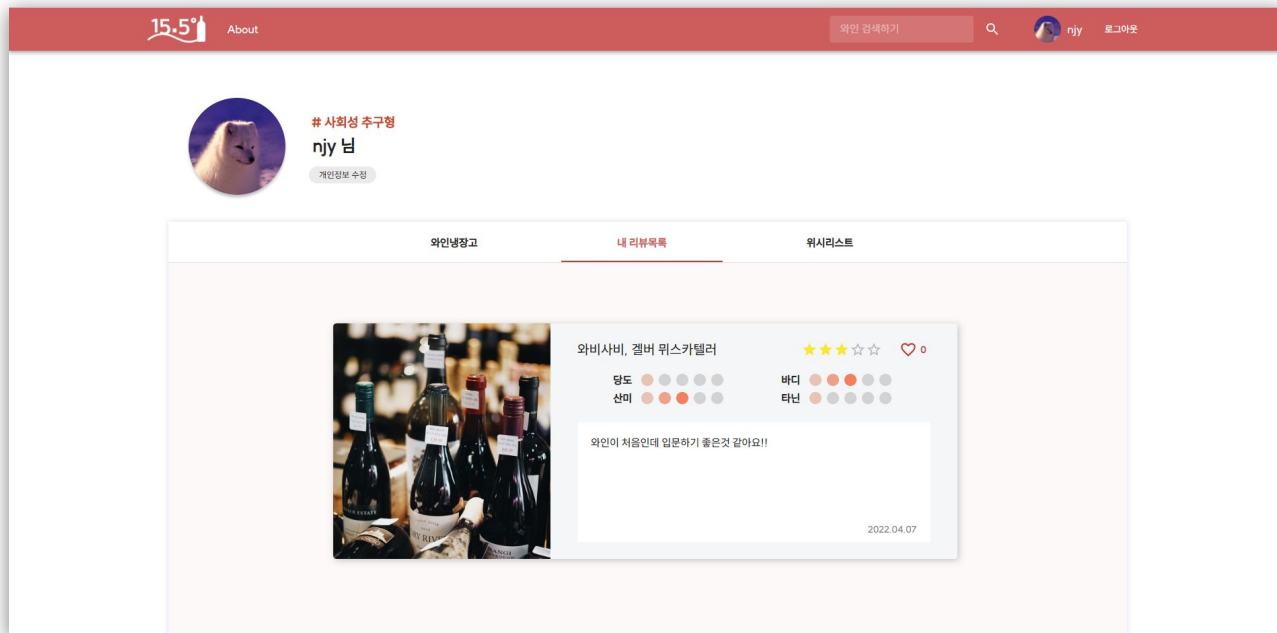 15.5°
About
와인 검색하기
njy
로그아웃
# 사회성 추구형
njy 님
개인정보 수정
와인냉장고
내 리뷰목록
위시리스트
와비사비, 겔버 뮈스카텔러
0
당도
바디
산미
타닌
와인이 처음인데 입문하기 좋은것 같아요!!
2022.04.07